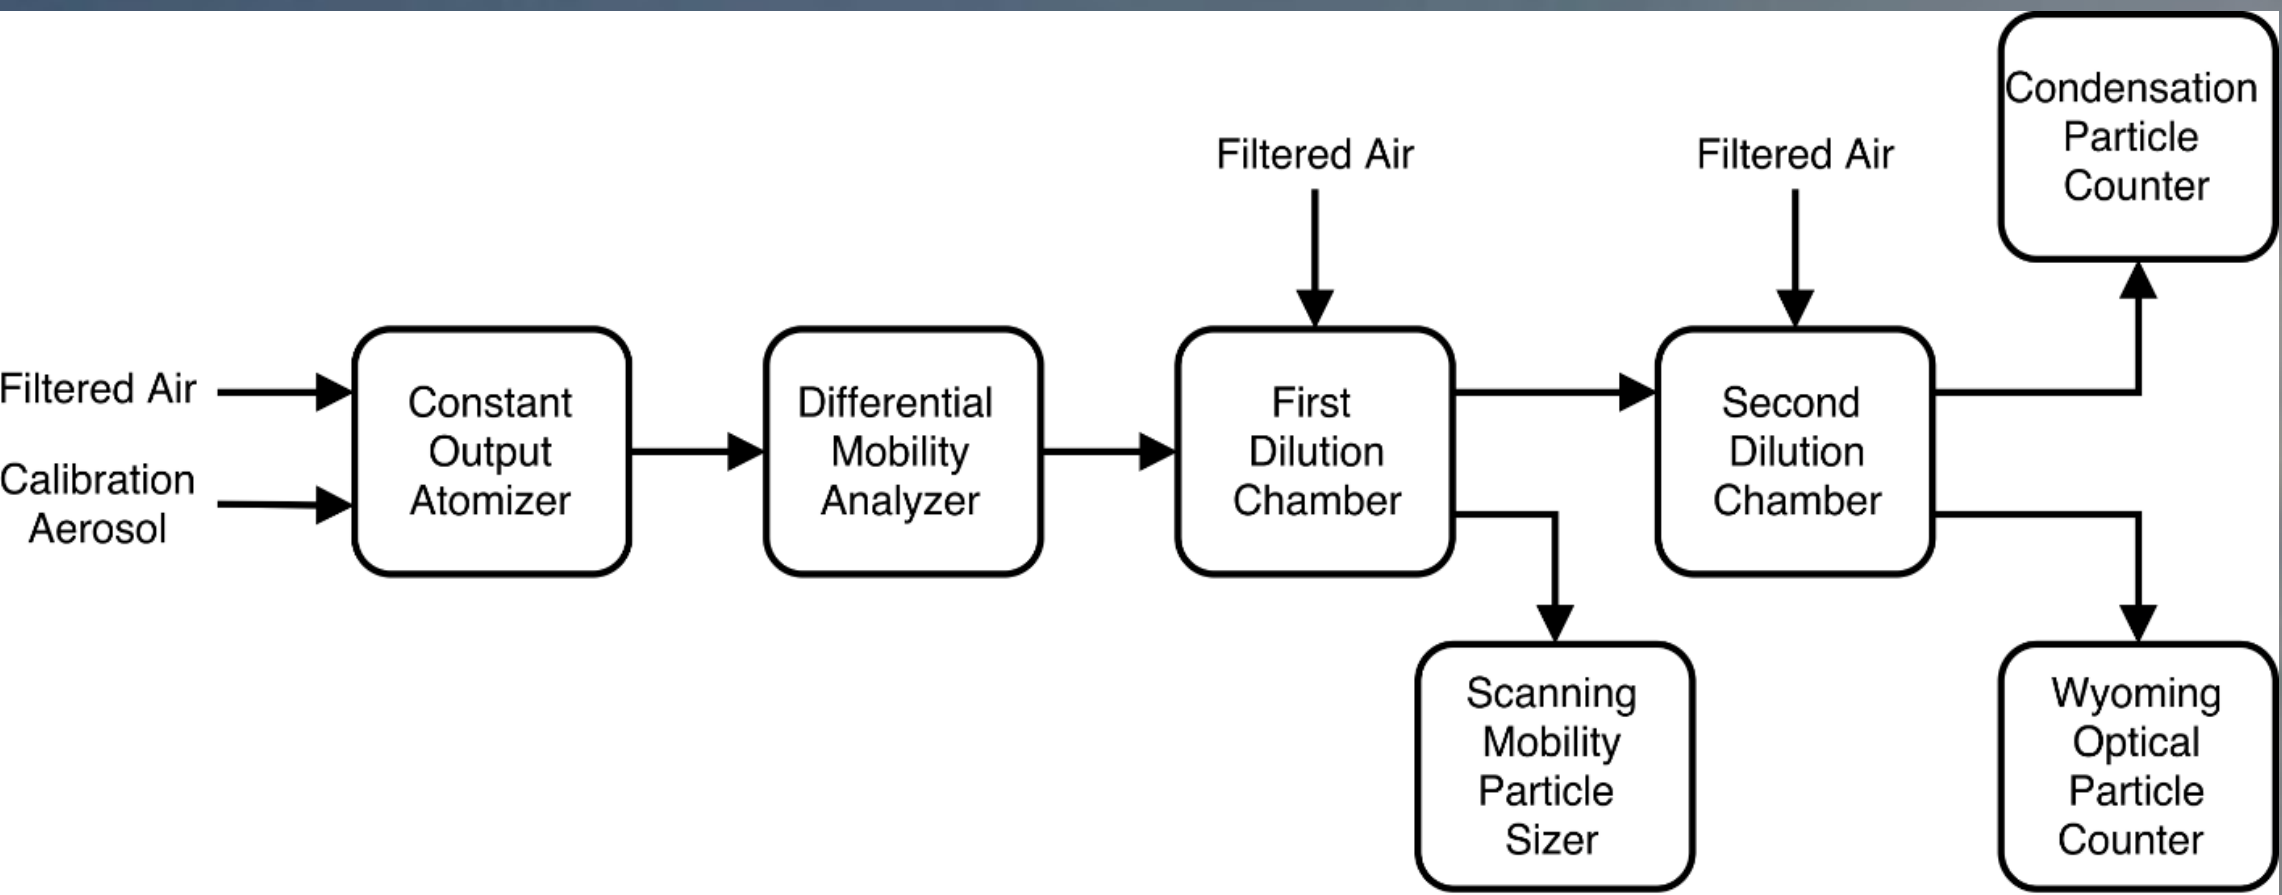 Condensation
Particle
Counter
Filtered Air
Filtered Air
Filtered Air
Calibration
Aerosol
Constant
Output
Atomizer
Differential
Mobility
Analyzer
First
Dilution
Chamber
Second
Dilution
Chamber
Scanning
Mobility
Particle
Sizer
Wyoming
Optical
Particle
Counter